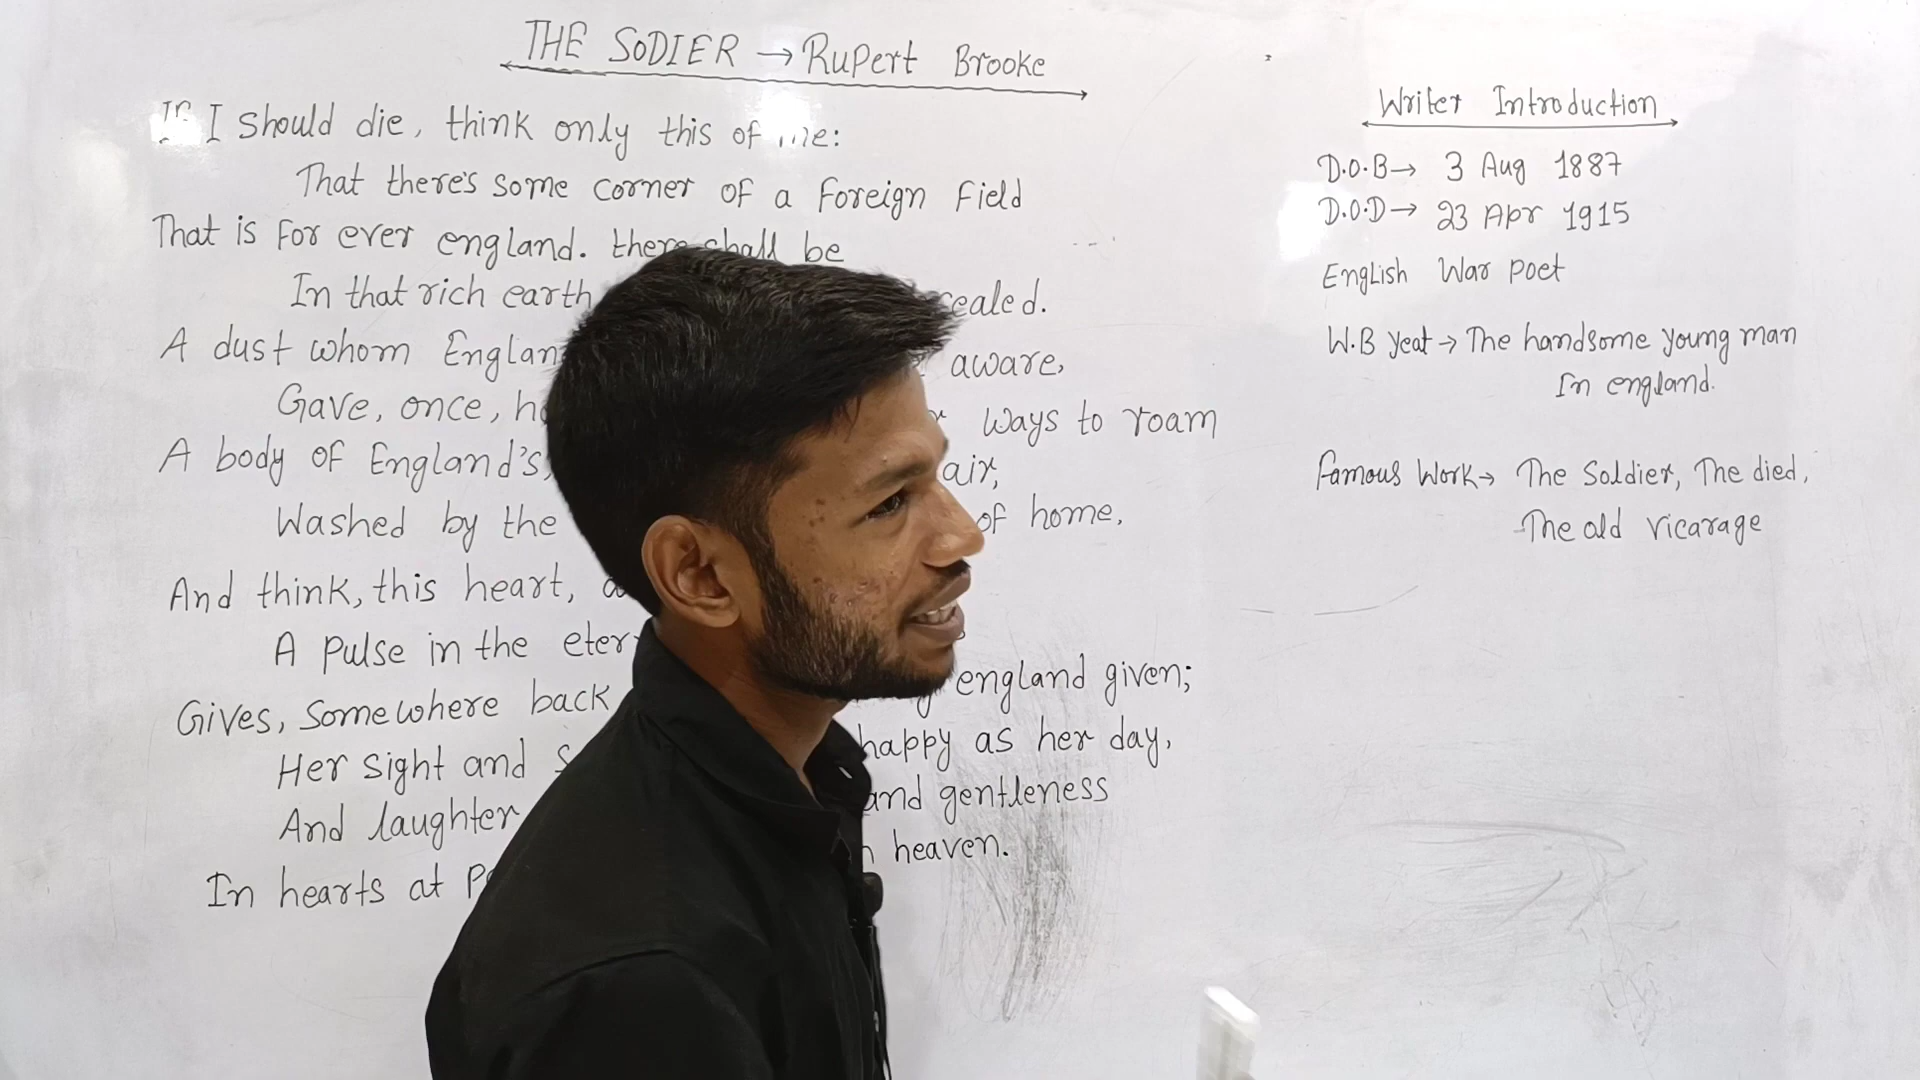 THE SODIER → RuPert Brooke
If I should die, think only this of me:
That there's some corner of a foreign field
That is for ever england. there shall be
In that rich earth
cealed.
A dust whom Englan
aware,
Gave, once,
ways to roam
A body of England's,
air,
Washed by the
of home,
And think, this heart,
A pulse in the eter
Gives, somewhere back
england given;
Her sight and
happy as her day,
And laughter
and gentleness
In hearts at
heaven.
Writer Introduction
D.O.B → 3 Aug 1887
D.O.D → 23 Apr 1915
English War poet
W.B yeat → The handsome young man
In england.
famous Work → The Soldier, The died,
The old vicarage